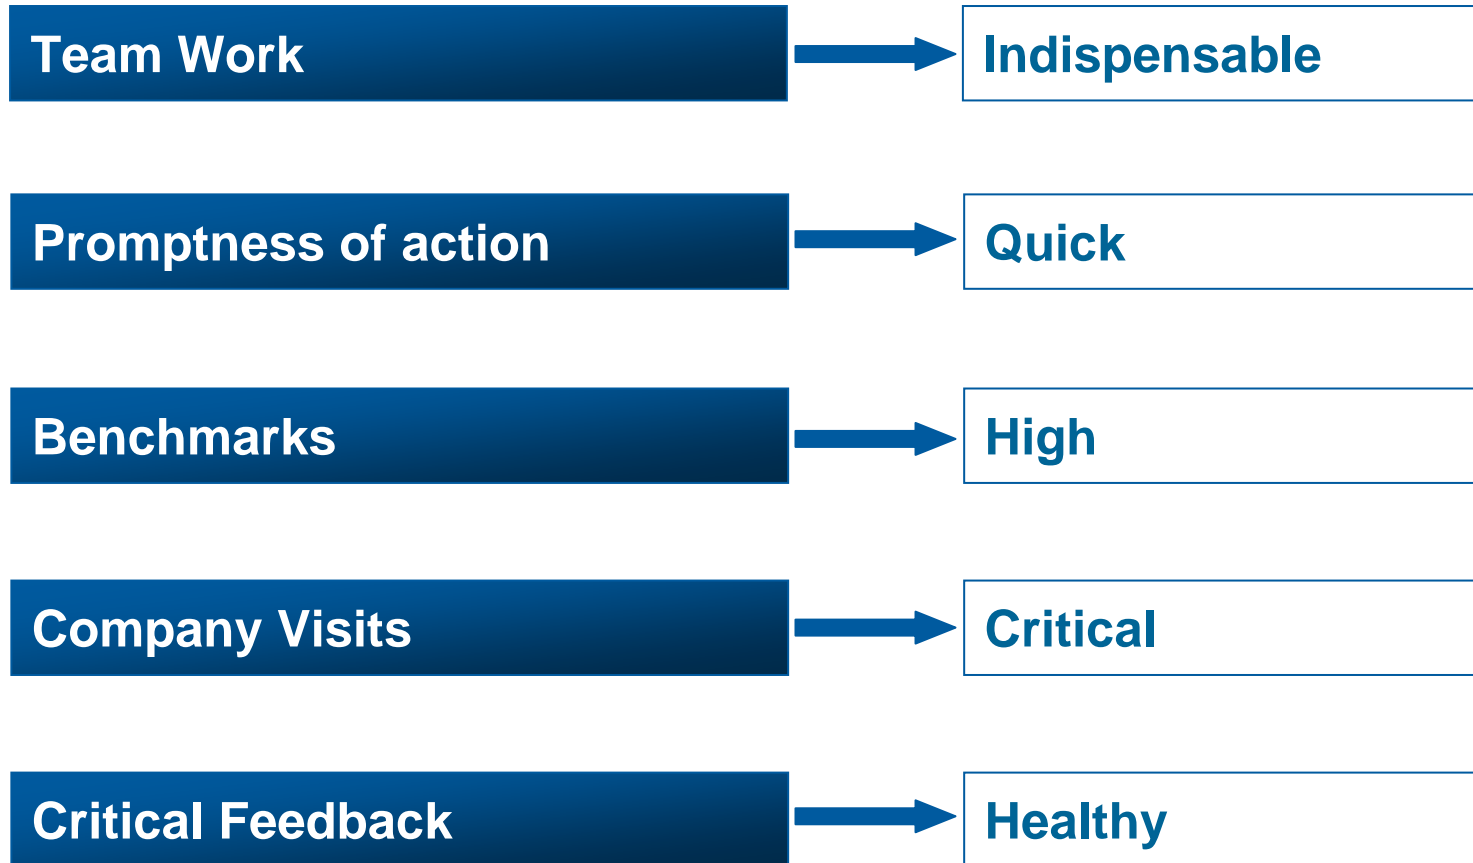 Team Work
Indispensable
Promptness of action
Quick
Benchmarks
High
Company Visits
Critical
Critical Feedback
Healthy